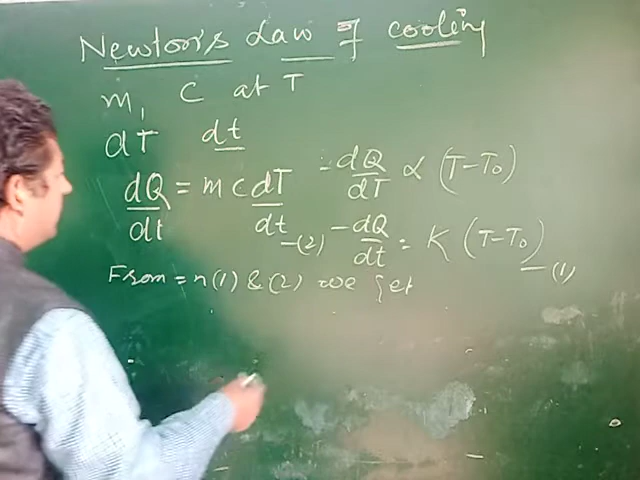 Newton's Law of cooling
m, c at T
dT dt
dQ/dt = m c dT/dt -(2)
-dQ/dT ∝ (T-T₀)
-dQ/dt = K (T-T₀) -(1)
From = n(1) & (2) we get